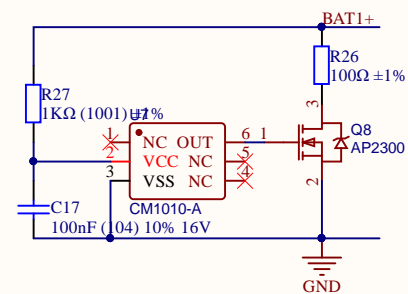 BAT1+
R26
100Ω ±1%
R27
1KΩ (1001) ±1%
1
NC OUT
6
1
3
Q8
AP2300
2
VCC NC
5
3
VSS NC
4
2
CM1010-A
C17
100nF (104) 10% 16V
GND